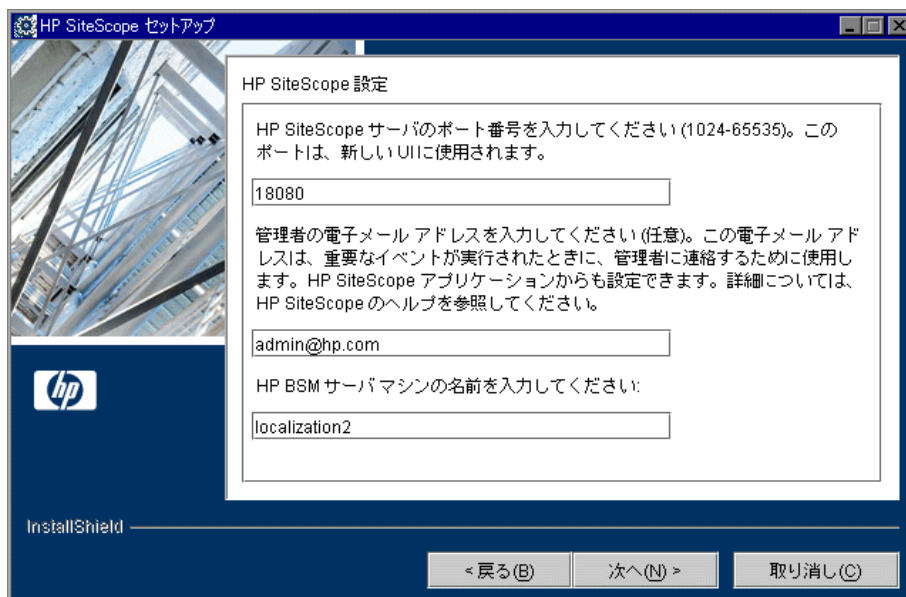 HP SiteScope セットアップ
HP SiteScope 設定
HP SiteScope サーバのポート番号を入力してください (1024-65535)。この
ポートは、新しい UIに使用されます。
18080
管理者の電子メール アドレスを入力してください (任意)。この電子メール アド
レスは、重要なイベントが実行されたときに、管理者に連絡するために使用し
ます。HP SiteScope アプリケーションからも設定できます。詳細については、
HP SiteScope のヘルプを参照してください。
admin@hp.com
HP BSM サーバ マシンの名前を入力してください:
localization2
hp
InstallShield
< 戻る(B) 次へ(N) > 取り消し(C)